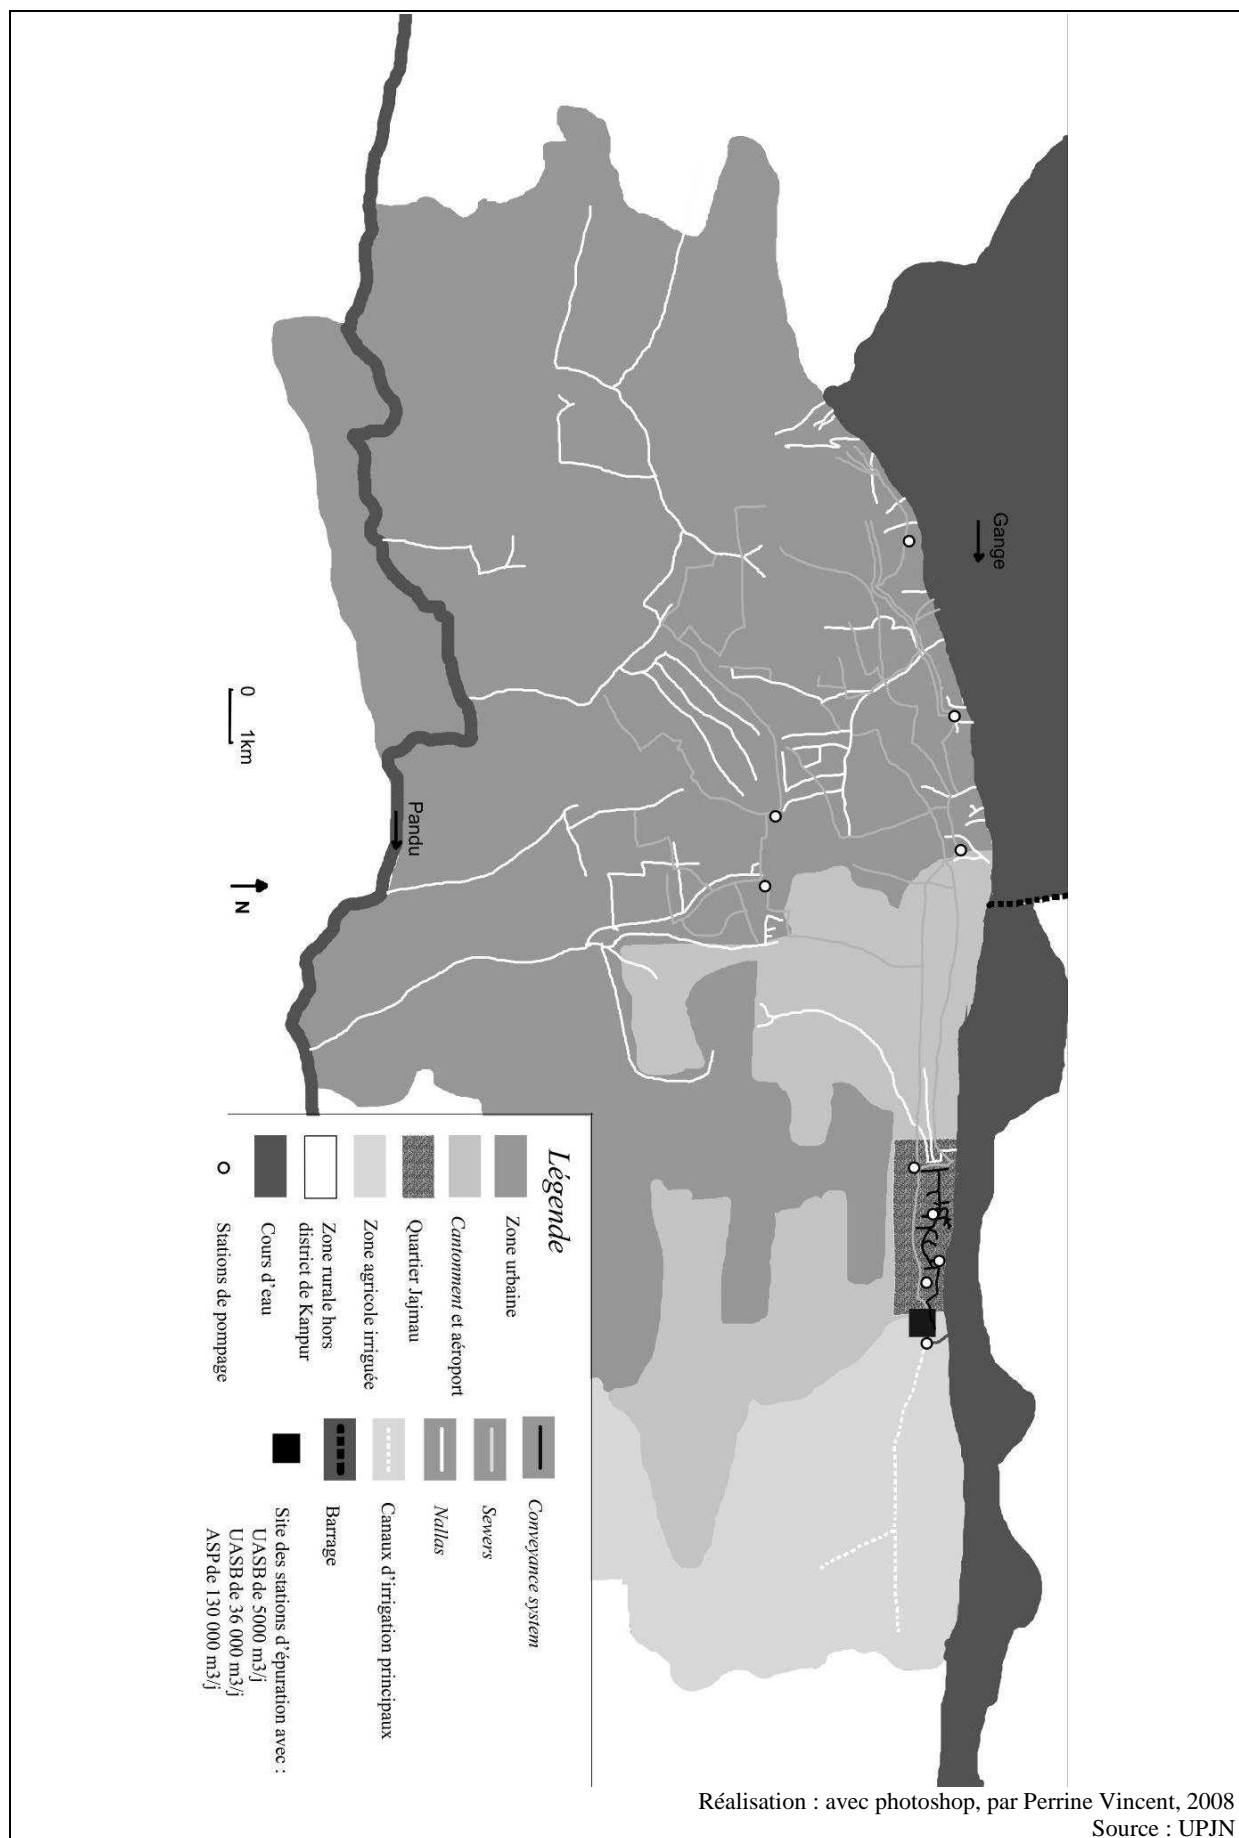 Gange
0
1km
Pandu
N
Légende
Zone urbaine
Cantonment et aéroport
Quartier Jajmau
Zone agricole irriguée
Zone rurale hors
district de Kanpur
Cours d'eau
Stations de pompage
Conveyance system
Sewers
Nallas
Canaux d'irrigation principaux
Barrage
Site des stations d'épuration avec :
UASB de 5000 m3/j
UASB de 36 000 m3/j
ASP de 130 000 m3/j
Réalisation : avec photoshop, par Perrine Vincent, 2008
Source : UPJN